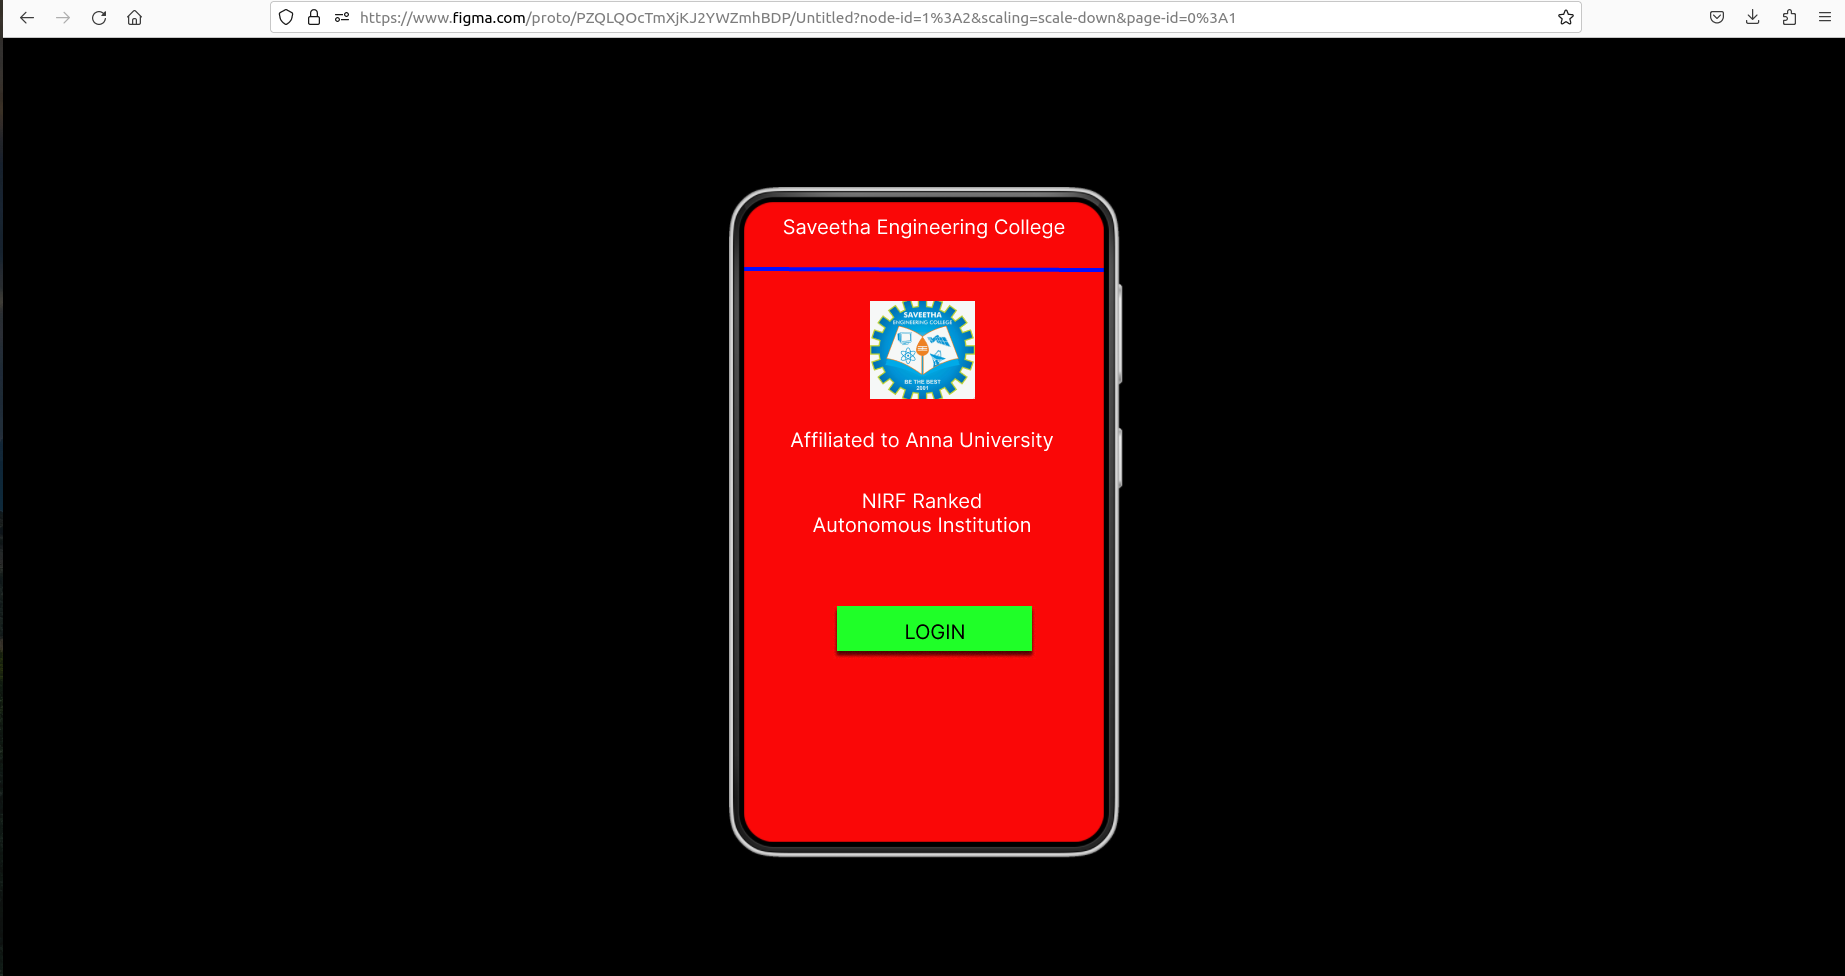 https://www.figma.com/proto/PZQLQOcTmXjKJ2YWZmhBDP/Untitled?node-id=1%3A2&scaling=scale-down&page-id=0%3A1
Saveetha Engineering College
SAVEETHA
ENGINEERING COLLEGE
BE THE BEST
2001
Affiliated to Anna University
NIRF Ranked
Autonomous Institution
LOGIN